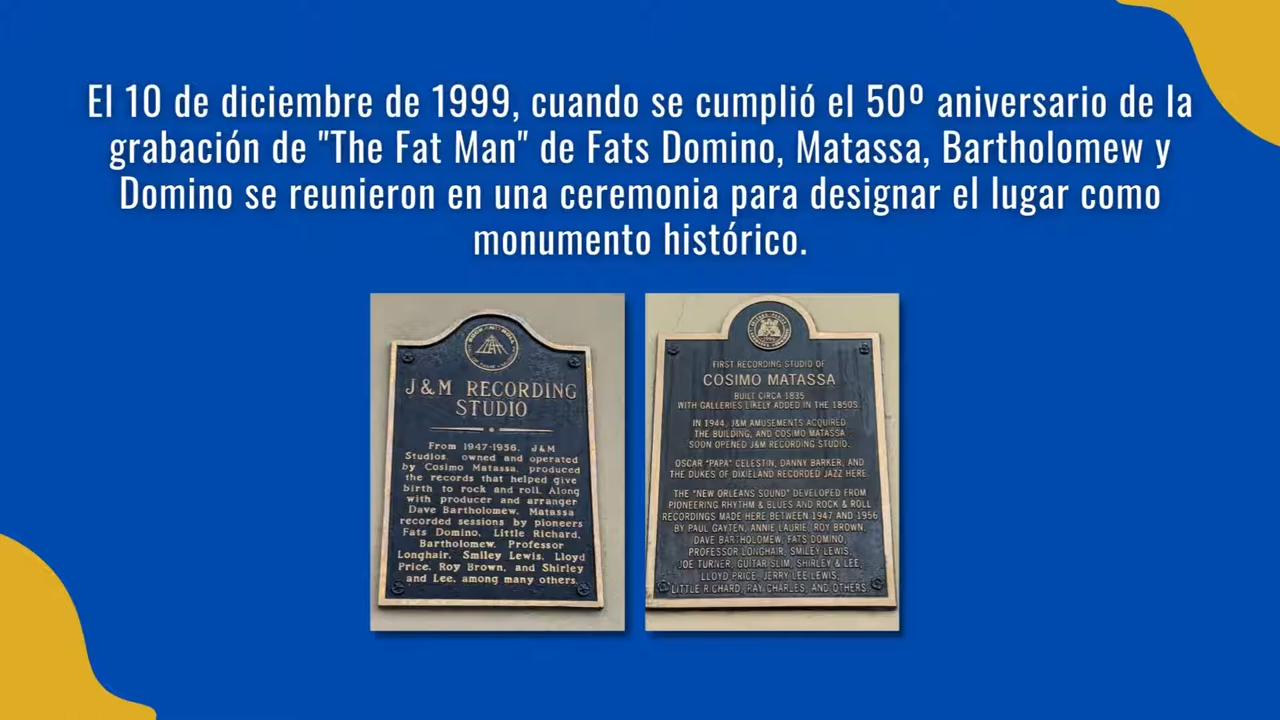 El 10 de diciembre de 1999, cuando se cumplió el 50º aniversario de la
grabación de "The Fat Man" de Fats Domino, Matassa, Bartholomew y
Domino se reunieron en una ceremonia para designar el lugar como
monumento histórico.
J&M RECORDING
STUDIO
From 1947-1956, J&M
Studios, owned and operated
by Cosimo Matassa, produced
the records that helped give
birth to rock and roll. Along
with producer and arranger
Dave Bartholomew, Matassa
recorded sessions by pioneers
Fats Domino, Little Richard,
Bartholomew, Professor
Longhair, Smiley Lewis, Lloyd
Price, Roy Brown, and Shirley
and Lee, among many others.
FIRST RECORDING STUDIO OF
COSIMO MATASSA
BUILT CIRCA 1835
WITH GALLERIES LIKELY ADDED IN THE 1850S.
IN 1944, J&M AMUSEMENTS ACQUIRED
THE BUILDING, AND COSIMO MATASSA
SOON OPENED J&M RECORDING STUDIO.
OSCAR "PAPA" CELESTIN, DANNY BARKER, AND
THE DUKES OF DIXIELAND RECORDED JAZZ HERE.
THE "NEW ORLEANS SOUND" DEVELOPED FROM
PIONEERING RHYTHM & BLUES AND ROCK & ROLL
RECORDINGS MADE HERE BETWEEN 1947 AND 1956
BY PAUL GAYTEN, ANNIE LAURIE, ROY BROWN,
DAVE BARTHOLOMEW, FATS DOMINO,
PROFESSOR LONGHAIR, SMILEY LEWIS,
JOE TURNER, GUITAR SLIM, SHIRLEY & LEE,
LLOYD PRICE, JERRY LEE LEWIS,
LITTLE RICHARD, RAY CHARLES, AND OTHERS.